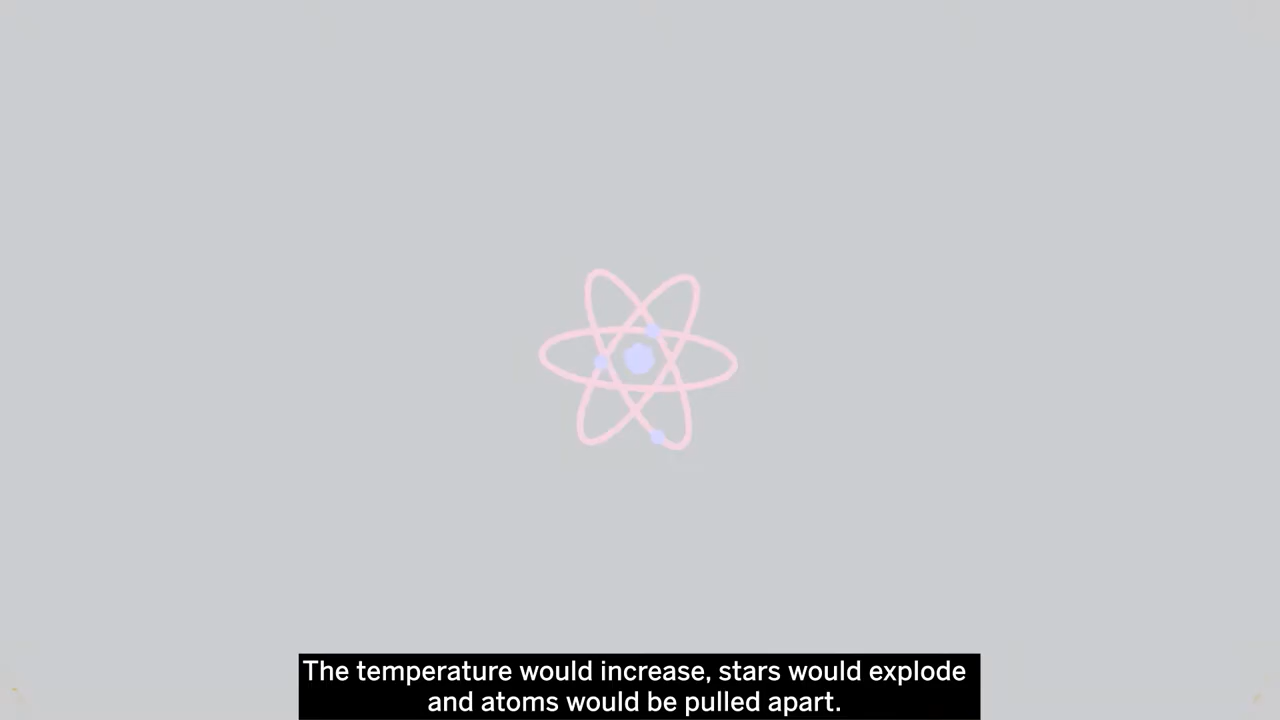 The temperature would increase, stars would explode
and atoms would be pulled apart.